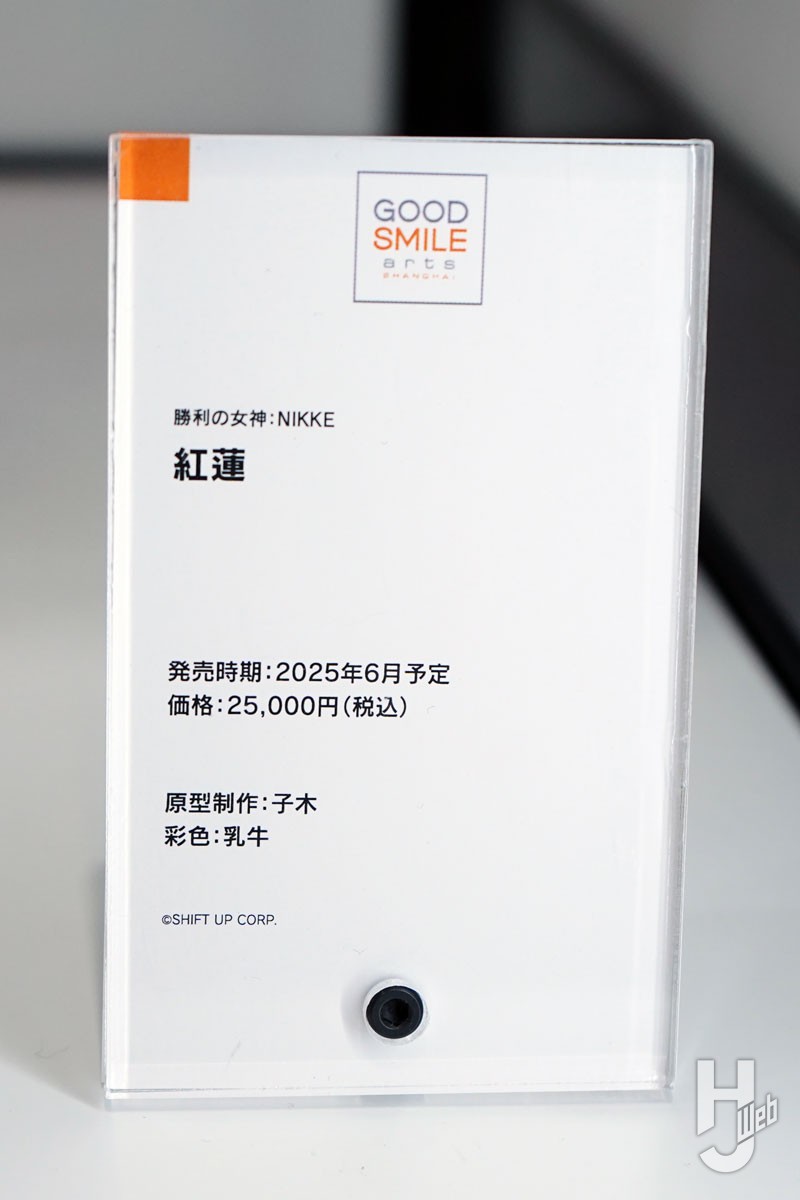 GOOD
SMILE
arts
SHANGHAI
勝利の女神:NIKKE
紅蓮
発売時期:2025年6月予定
価格:25,000円(税込)
原型制作:子木
彩色:乳牛
©SHIFT UP CORP.
HJ Web